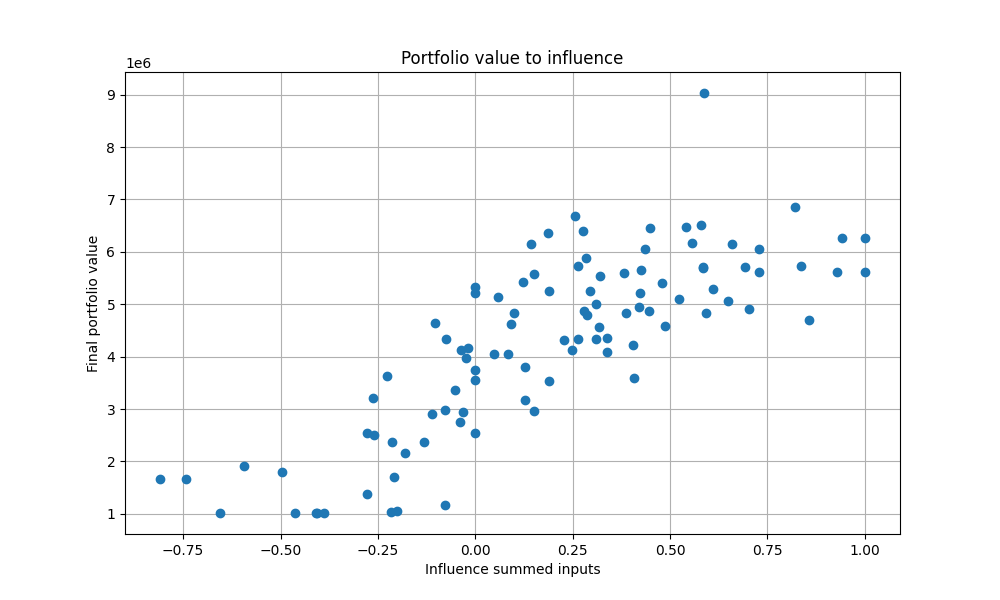 Portfolio value to influence
1e6
9
8
7
6
5
4
3
2
1
Final portfolio value
−0.75 −0.50 −0.25 0.00 0.25 0.50 0.75 1.00
Influence summed inputs